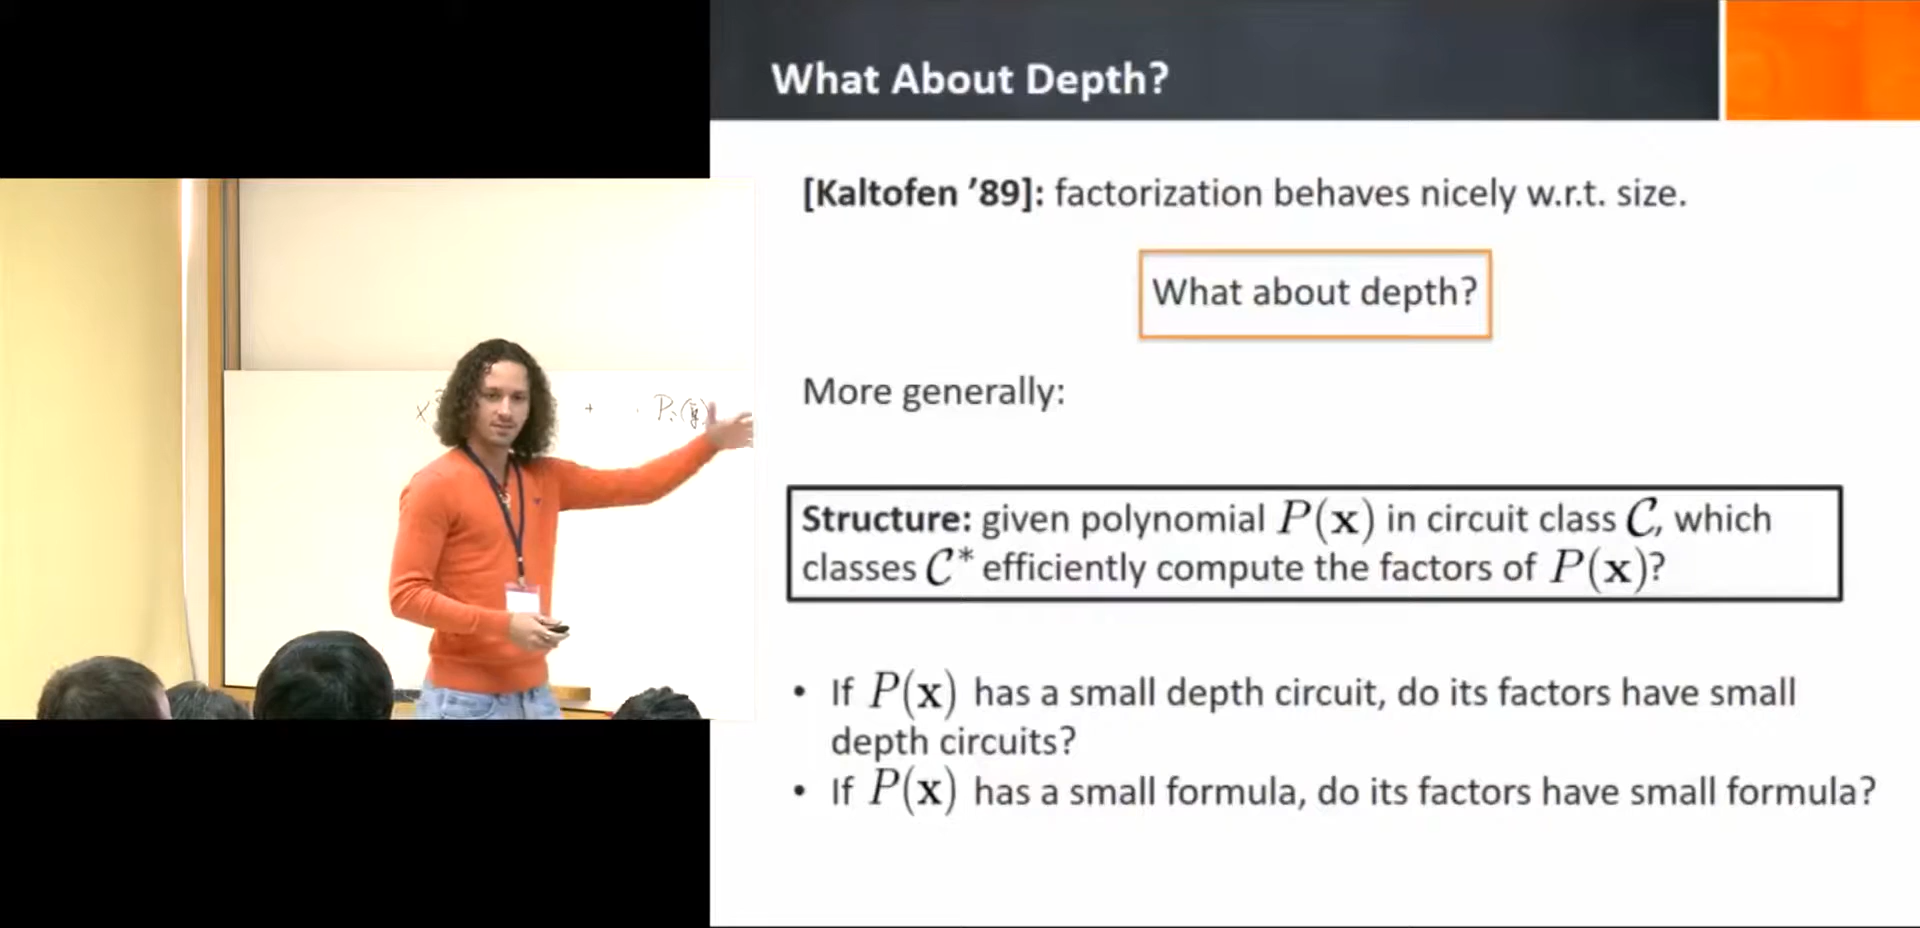 What About Depth?
[Kaltofen ’89]: factorization behaves nicely w.r.t. size.
What about depth?
More generally:
Structure: given polynomial P(x) in circuit class C, which
classes C* efficiently compute the factors of P(x)?
• If P(x) has a small depth circuit, do its factors have small
depth circuits?
• If P(x) has a small formula, do its factors have small formula?
+ P_i(ȳ)